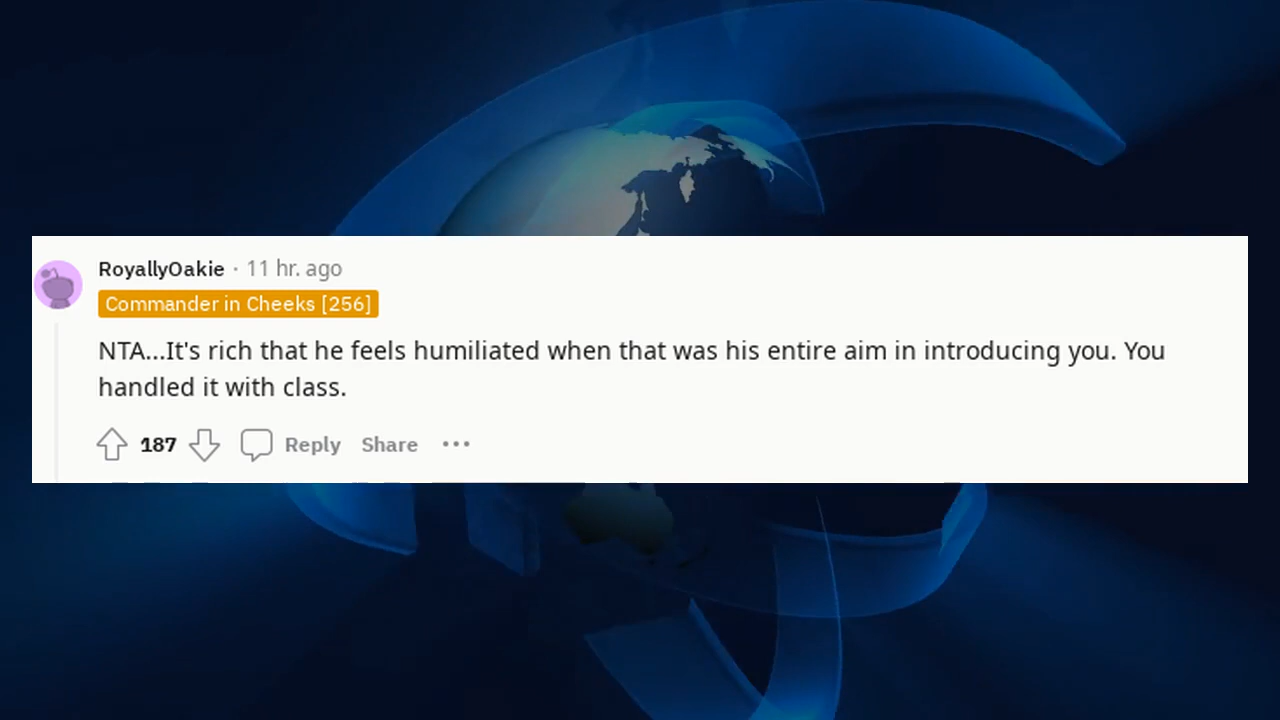 RoyallyOakie · 11 hr. ago
Commander in Cheeks [256]
NTA...It's rich that he feels humiliated when that was his entire aim in introducing you. You
handled it with class.
187 Reply Share ···